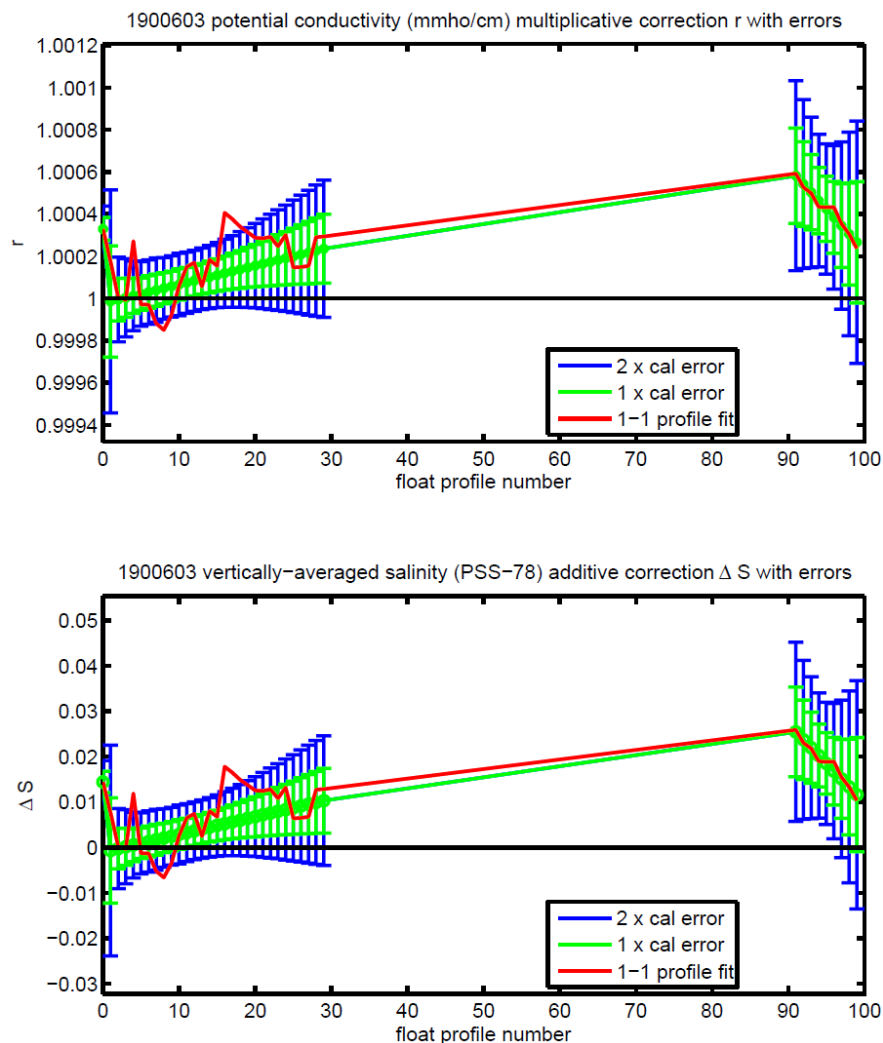 1900603 potential conductivity (mmho/cm) multiplicative correction r with errors
1.0012
1.001
1.0008
1.0006
1.0004
1.0002
1
0.9998
0.9996
0.9994
r
2 x cal error
1 x cal error
1−1 profile fit
0 10 20 30 40 50 60 70 80 90 100
float profile number
1900603 vertically−averaged salinity (PSS−78) additive correction Δ S with errors
0.05
0.04
0.03
0.02
0.01
0
−0.01
−0.02
−0.03
Δ S
2 x cal error
1 x cal error
1−1 profile fit
0 10 20 30 40 50 60 70 80 90 100
float profile number